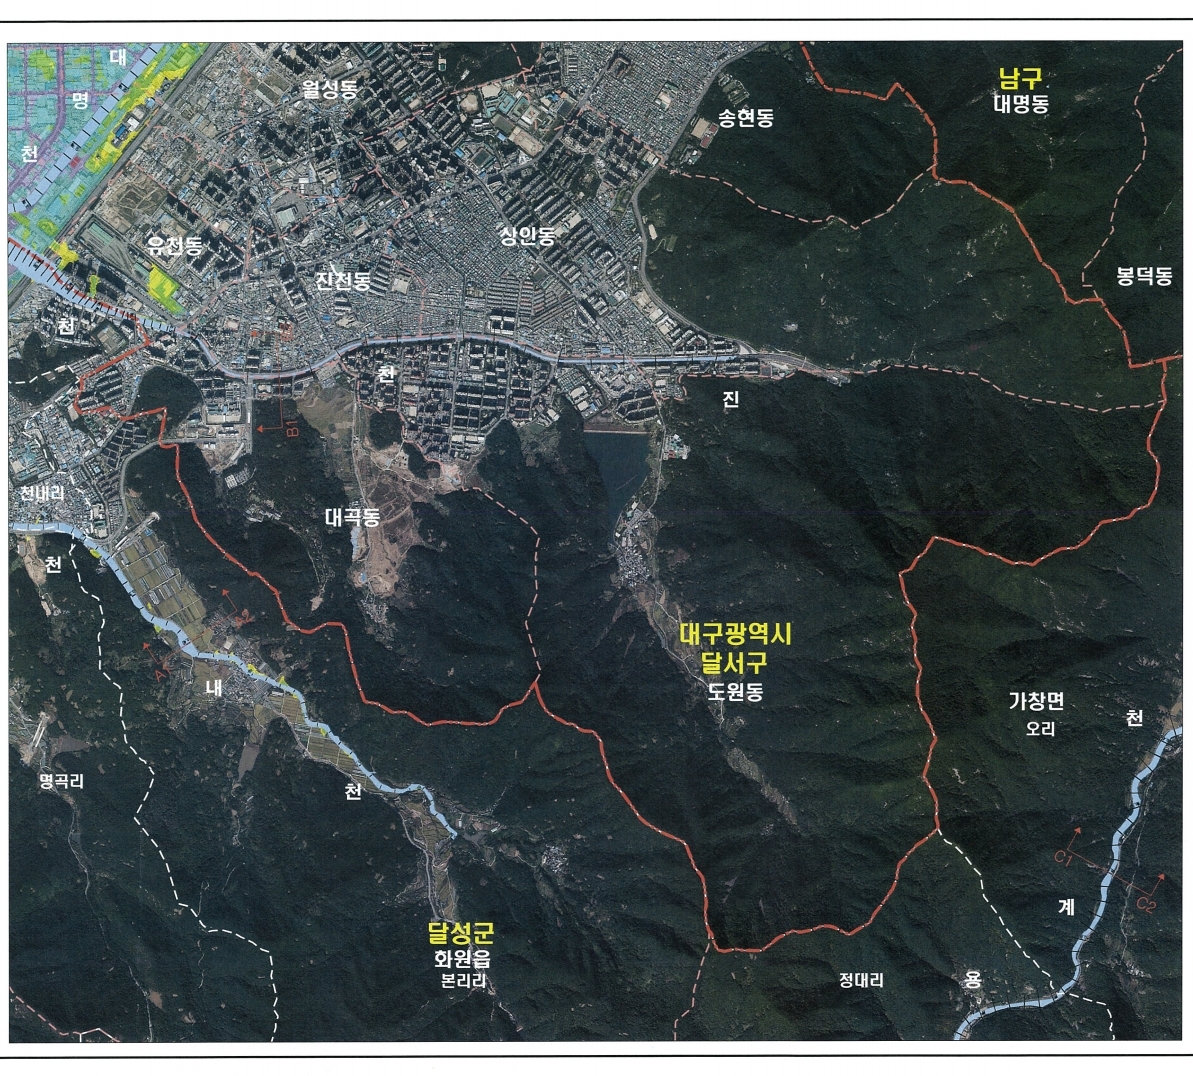 대
명
천
월성동
송현동
남구
대명동
유천동
상인동
진천동
봉덕동
천
천
진
B1
천내리
대곡동
천
대구광역시
달서구
도원동
내
가창면
오리
천
명곡리
천
C1
C2
계
달성군
화원읍
본리리
정대리
용